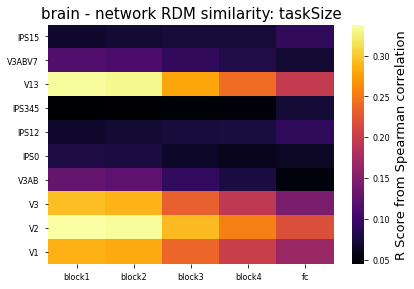 brain - network RDM similarity: taskSize
IPS15
V3ABV7
V13
IPS345
IPS12
IPS0
V3AB
V3
V2
V1
block1 block2 block3 block4 fc
0.30
0.25
0.20
0.15
0.10
0.05
R Score from Spearman correlation